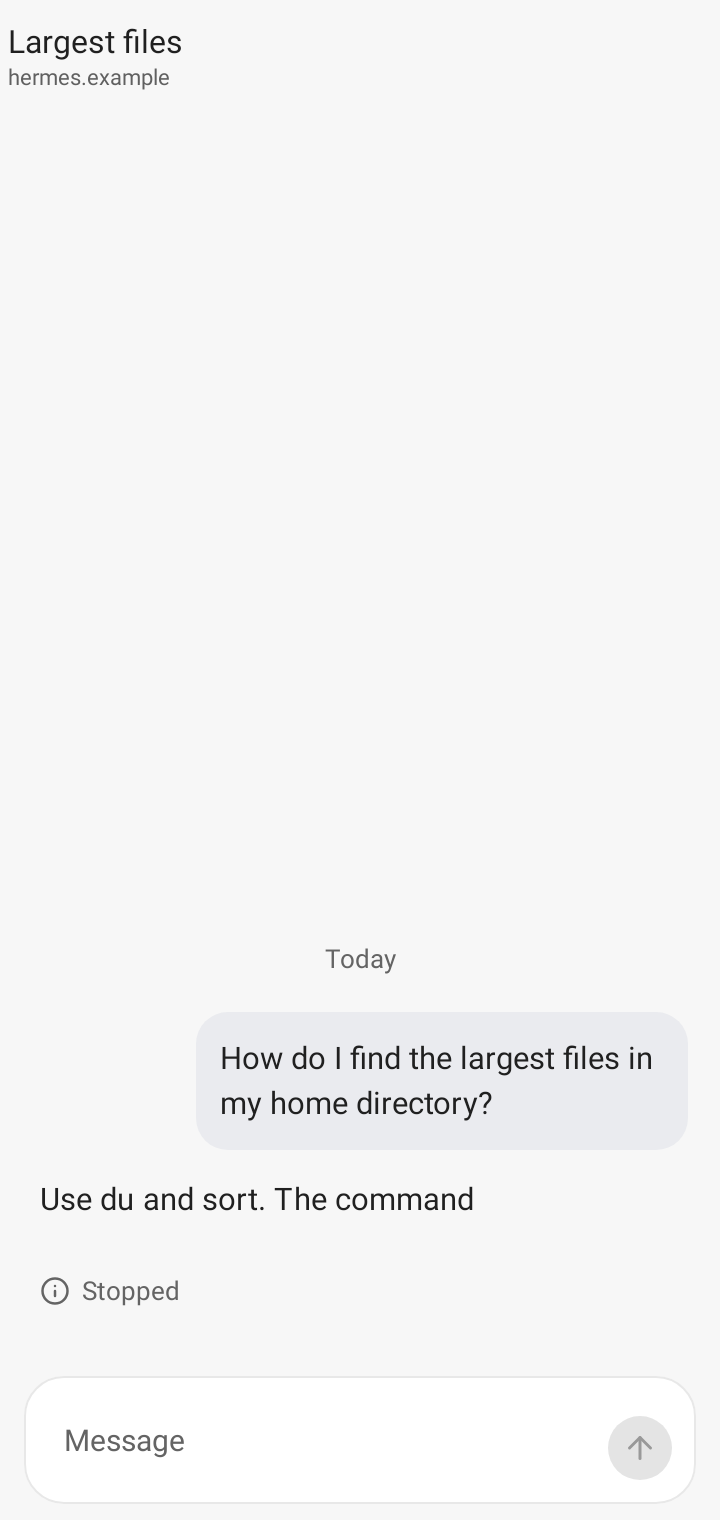 Largest files
hermes.example
Today
How do I find the largest files in
my home directory?
Use du and sort. The command
Stopped
Message